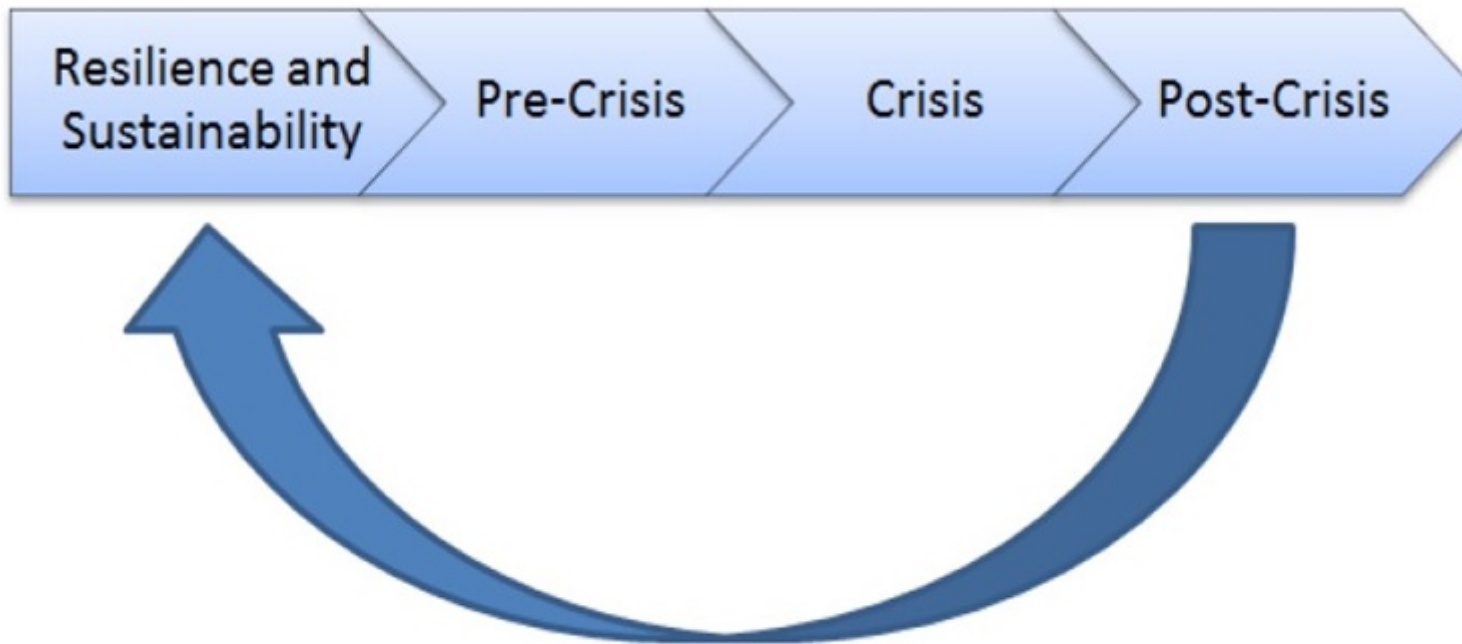 Resilience and
Sustainability
Pre-Crisis
Crisis
Post-Crisis